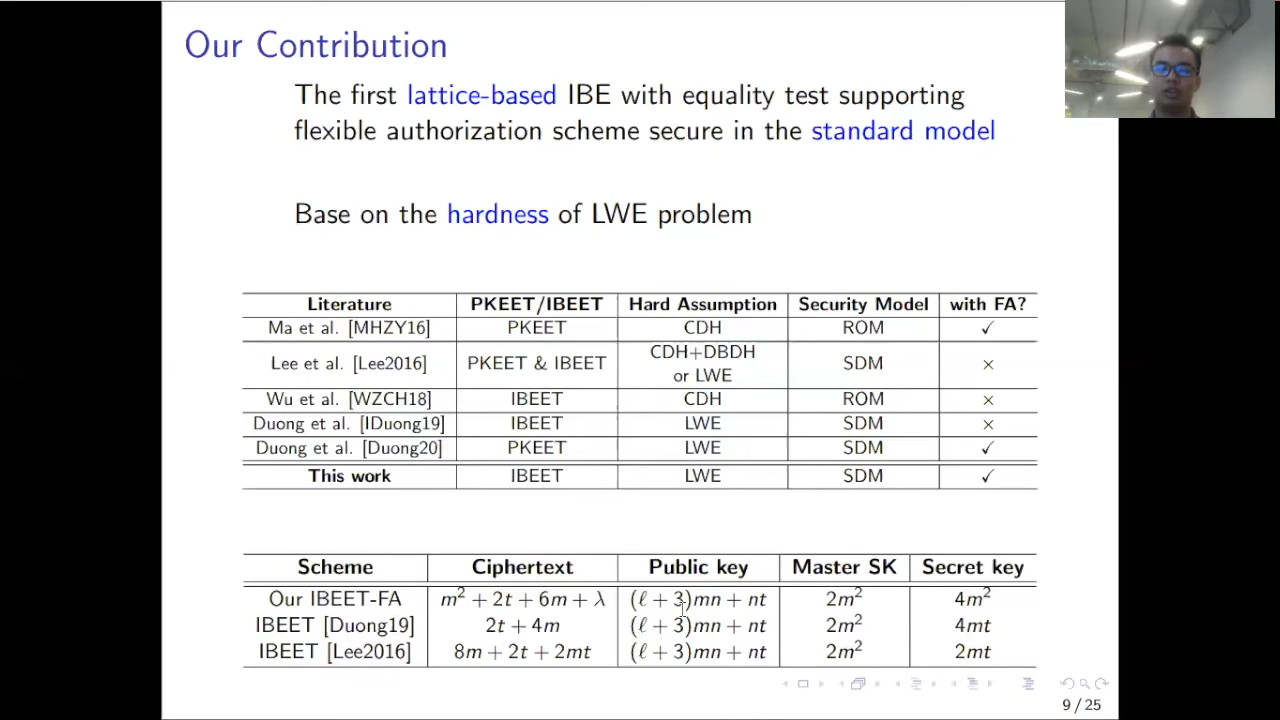 Our Contribution
The first lattice-based IBE with equality test supporting
flexible authorization scheme secure in the standard model
Base on the hardness of LWE problem
Literature PKEET/IBEET Hard Assumption Security Model with FA?
Ma et al. [MHZY16] PKEET CDH ROM ✓
Lee et al. [Lee2016] PKEET & IBEET CDH+DBDH or LWE SDM ×
Wu et al. [WZCH18] IBEET CDH ROM ×
Duong et al. [IDuong19] IBEET LWE SDM ×
Duong et al. [Duong20] PKEET LWE SDM ✓
This work IBEET LWE SDM ✓
Scheme Ciphertext Public key Master SK Secret key
Our IBEET-FA m² + 2t + 6m + λ (ℓ + 3)mn + nt 2m² 4m²
IBEET [Duong19] 2t + 4m (ℓ + 3)mn + nt 2m² 4mt
IBEET [Lee2016] 8m + 2t + 2mt (ℓ + 3)mn + nt 2m² 2mt
9 / 25